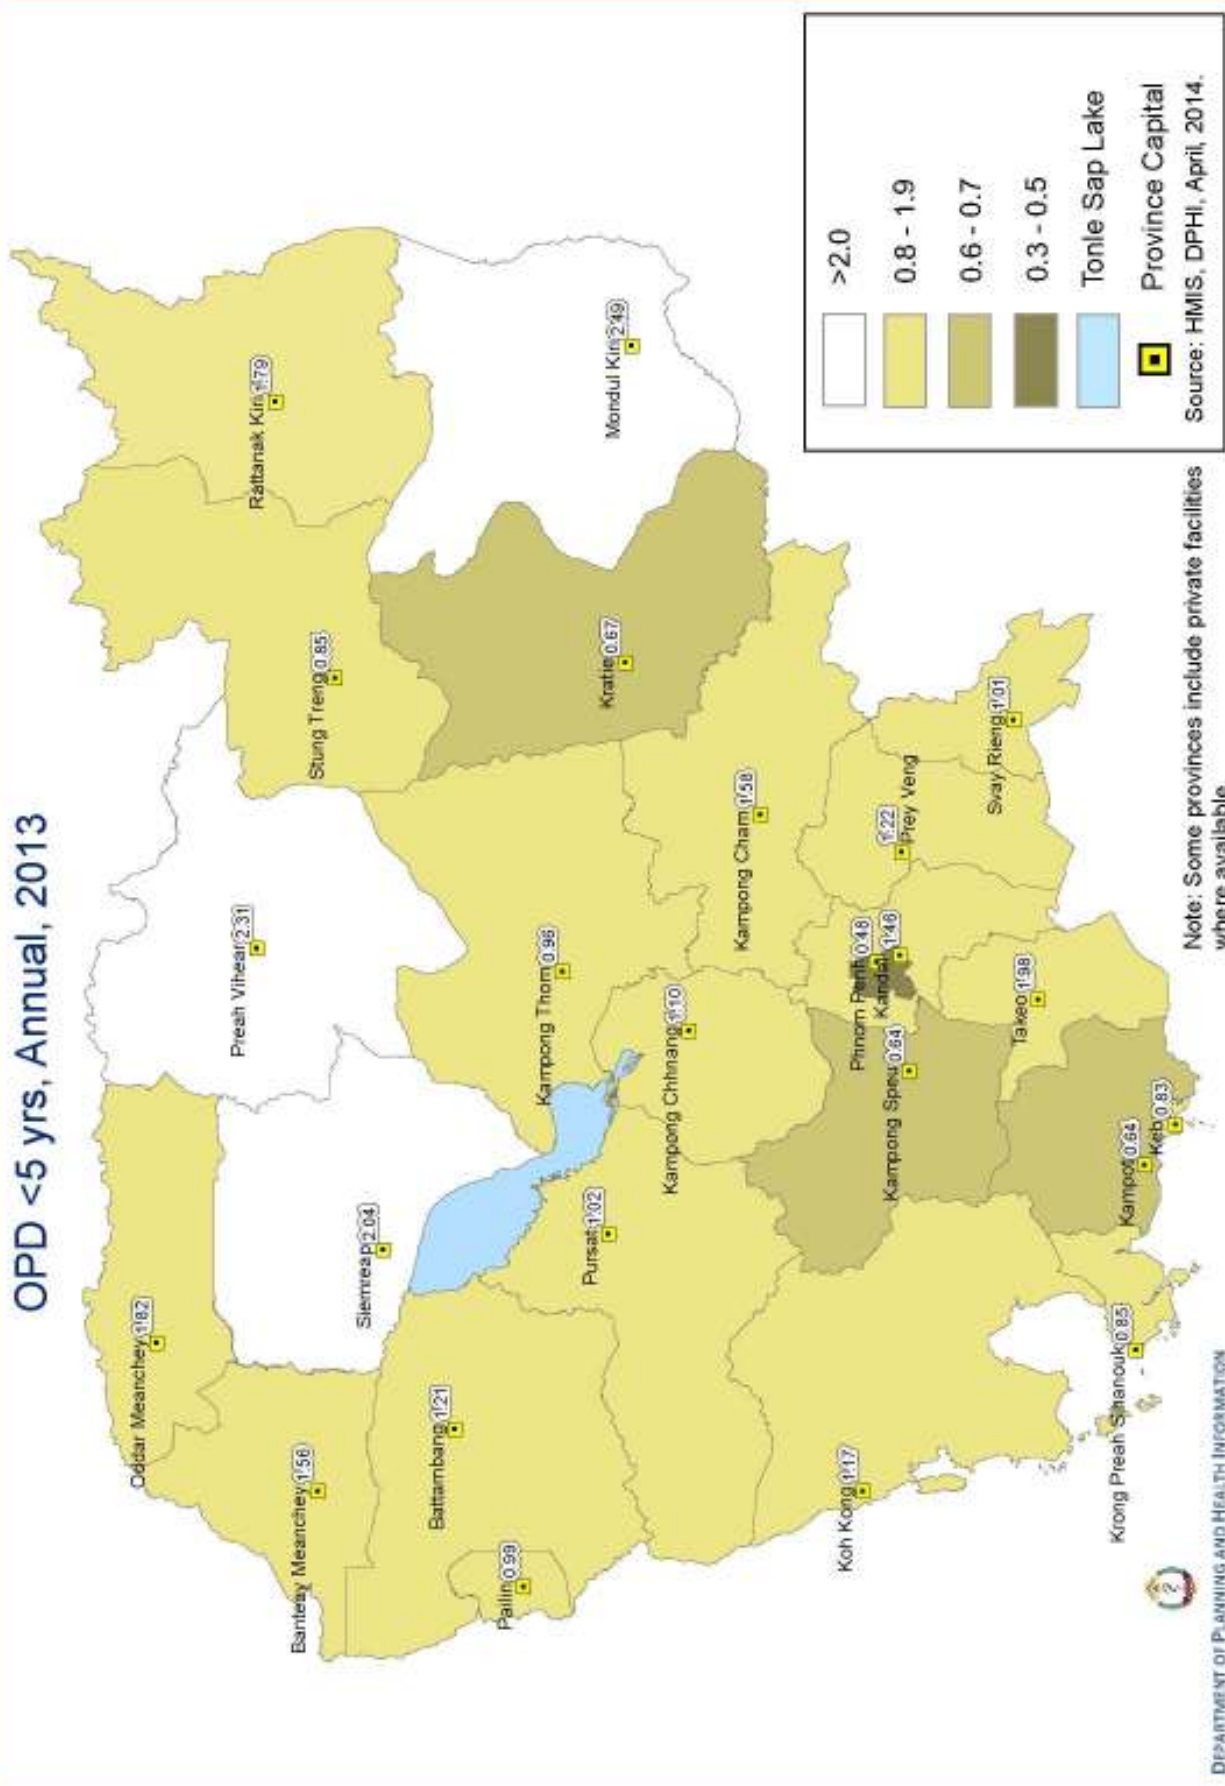 OPD <5 yrs, Annual, 2013
Oddar Meanchey 1.82
Preah Vihear 2.31
Rattanak Kiri 1.79
Banteay Meanchey 1.56
Siemreap 2.04
Stung Treng 0.85
Battambang 1.21
Pailin 0.99
Kampong Thom 0.96
Pursat 1.02
Kratie 0.67
Mondul Kiri 2.49
Kampong Chhnang 1.10
Kampong Cham 1.58
Koh Kong 1.17
Phnom Penh 0.48
Kandal 1.46
Kampong Speu 0.64
1.22
Prey Veng
Svay Rieng 1.01
Takeo 1.98
Kampot 0.64
Keb 0.83
Krong Preah Sihanouk 0.85
>2.0
0.8 - 1.9
0.6 - 0.7
0.3 - 0.5
Tonle Sap Lake
Province Capital
Source: HMIS, DPHI, April, 2014.
Note: Some provinces include private facilities
where available
DEPARTMENT OF PLANNING AND HEALTH INFORMATION